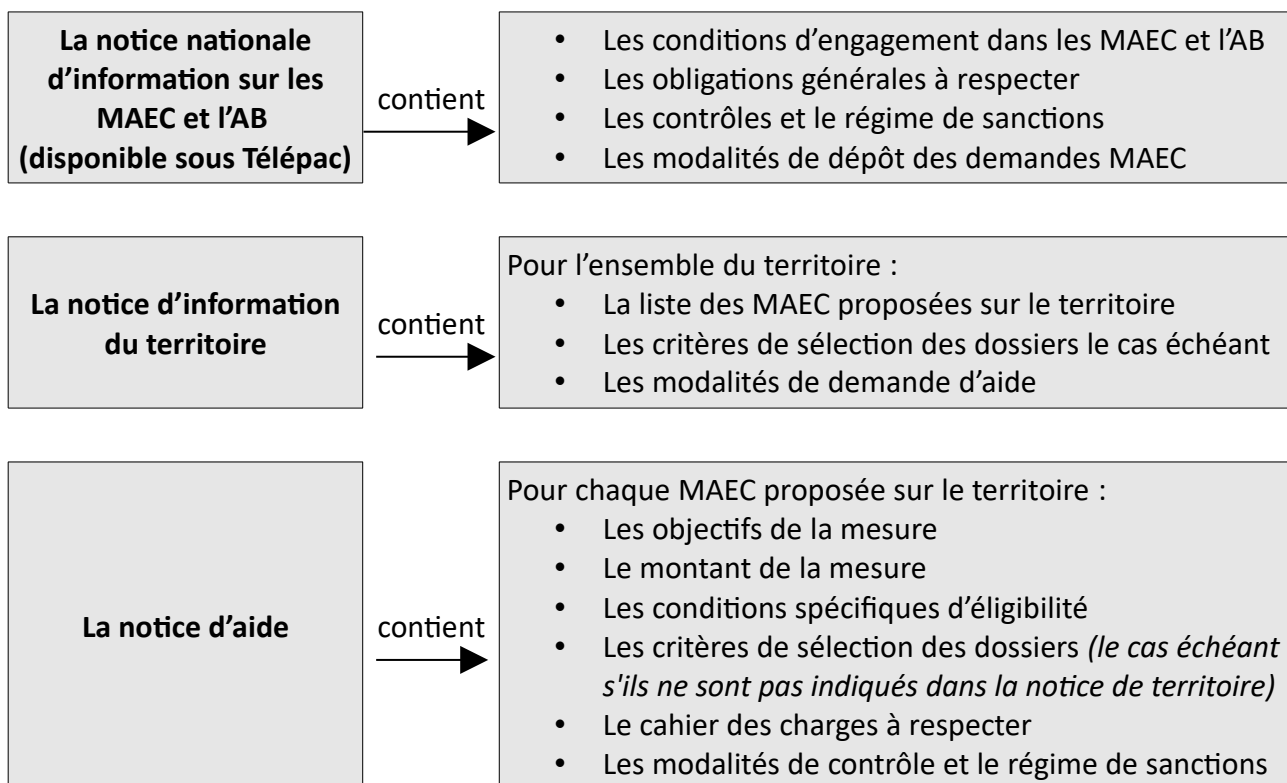 La notice nationale
d’information sur les
MAEC et l’AB
(disponible sous Télépac)
contient
• Les conditions d’engagement dans les MAEC et l’AB
• Les obligations générales à respecter
• Les contrôles et le régime de sanctions
• Les modalités de dépôt des demandes MAEC
La notice d’information
du territoire
contient
Pour l’ensemble du territoire :
• La liste des MAEC proposées sur le territoire
• Les critères de sélection des dossiers le cas échéant
• Les modalités de demande d’aide
La notice d’aide
contient
Pour chaque MAEC proposée sur le territoire :
• Les objectifs de la mesure
• Le montant de la mesure
• Les conditions spécifiques d’éligibilité
• Les critères de sélection des dossiers (le cas échéant
s'ils ne sont pas indiqués dans la notice de territoire)
• Le cahier des charges à respecter
• Les modalités de contrôle et le régime de sanctions